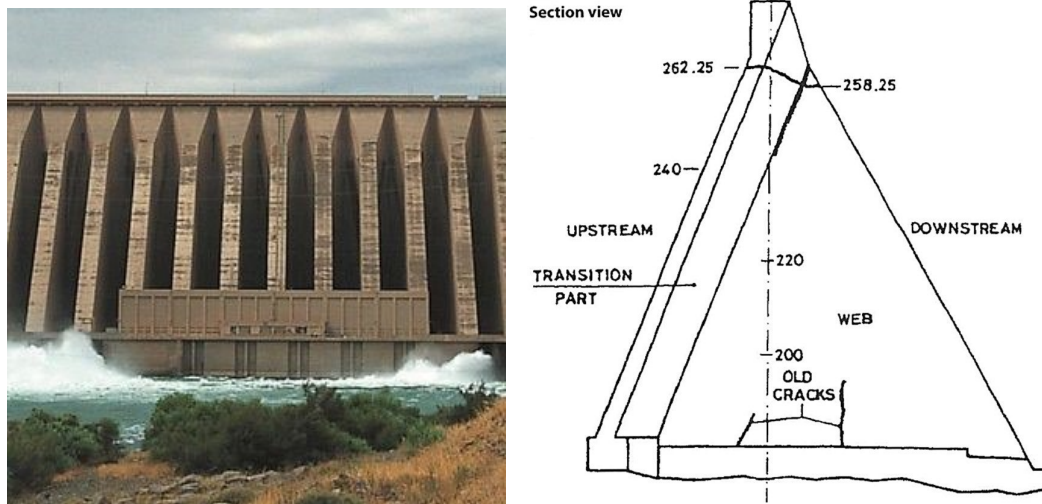 Section view
262.25
258.25
240
UPSTREAM
DOWNSTREAM
220
TRANSITION
PART
WEB
200
OLD
CRACKS